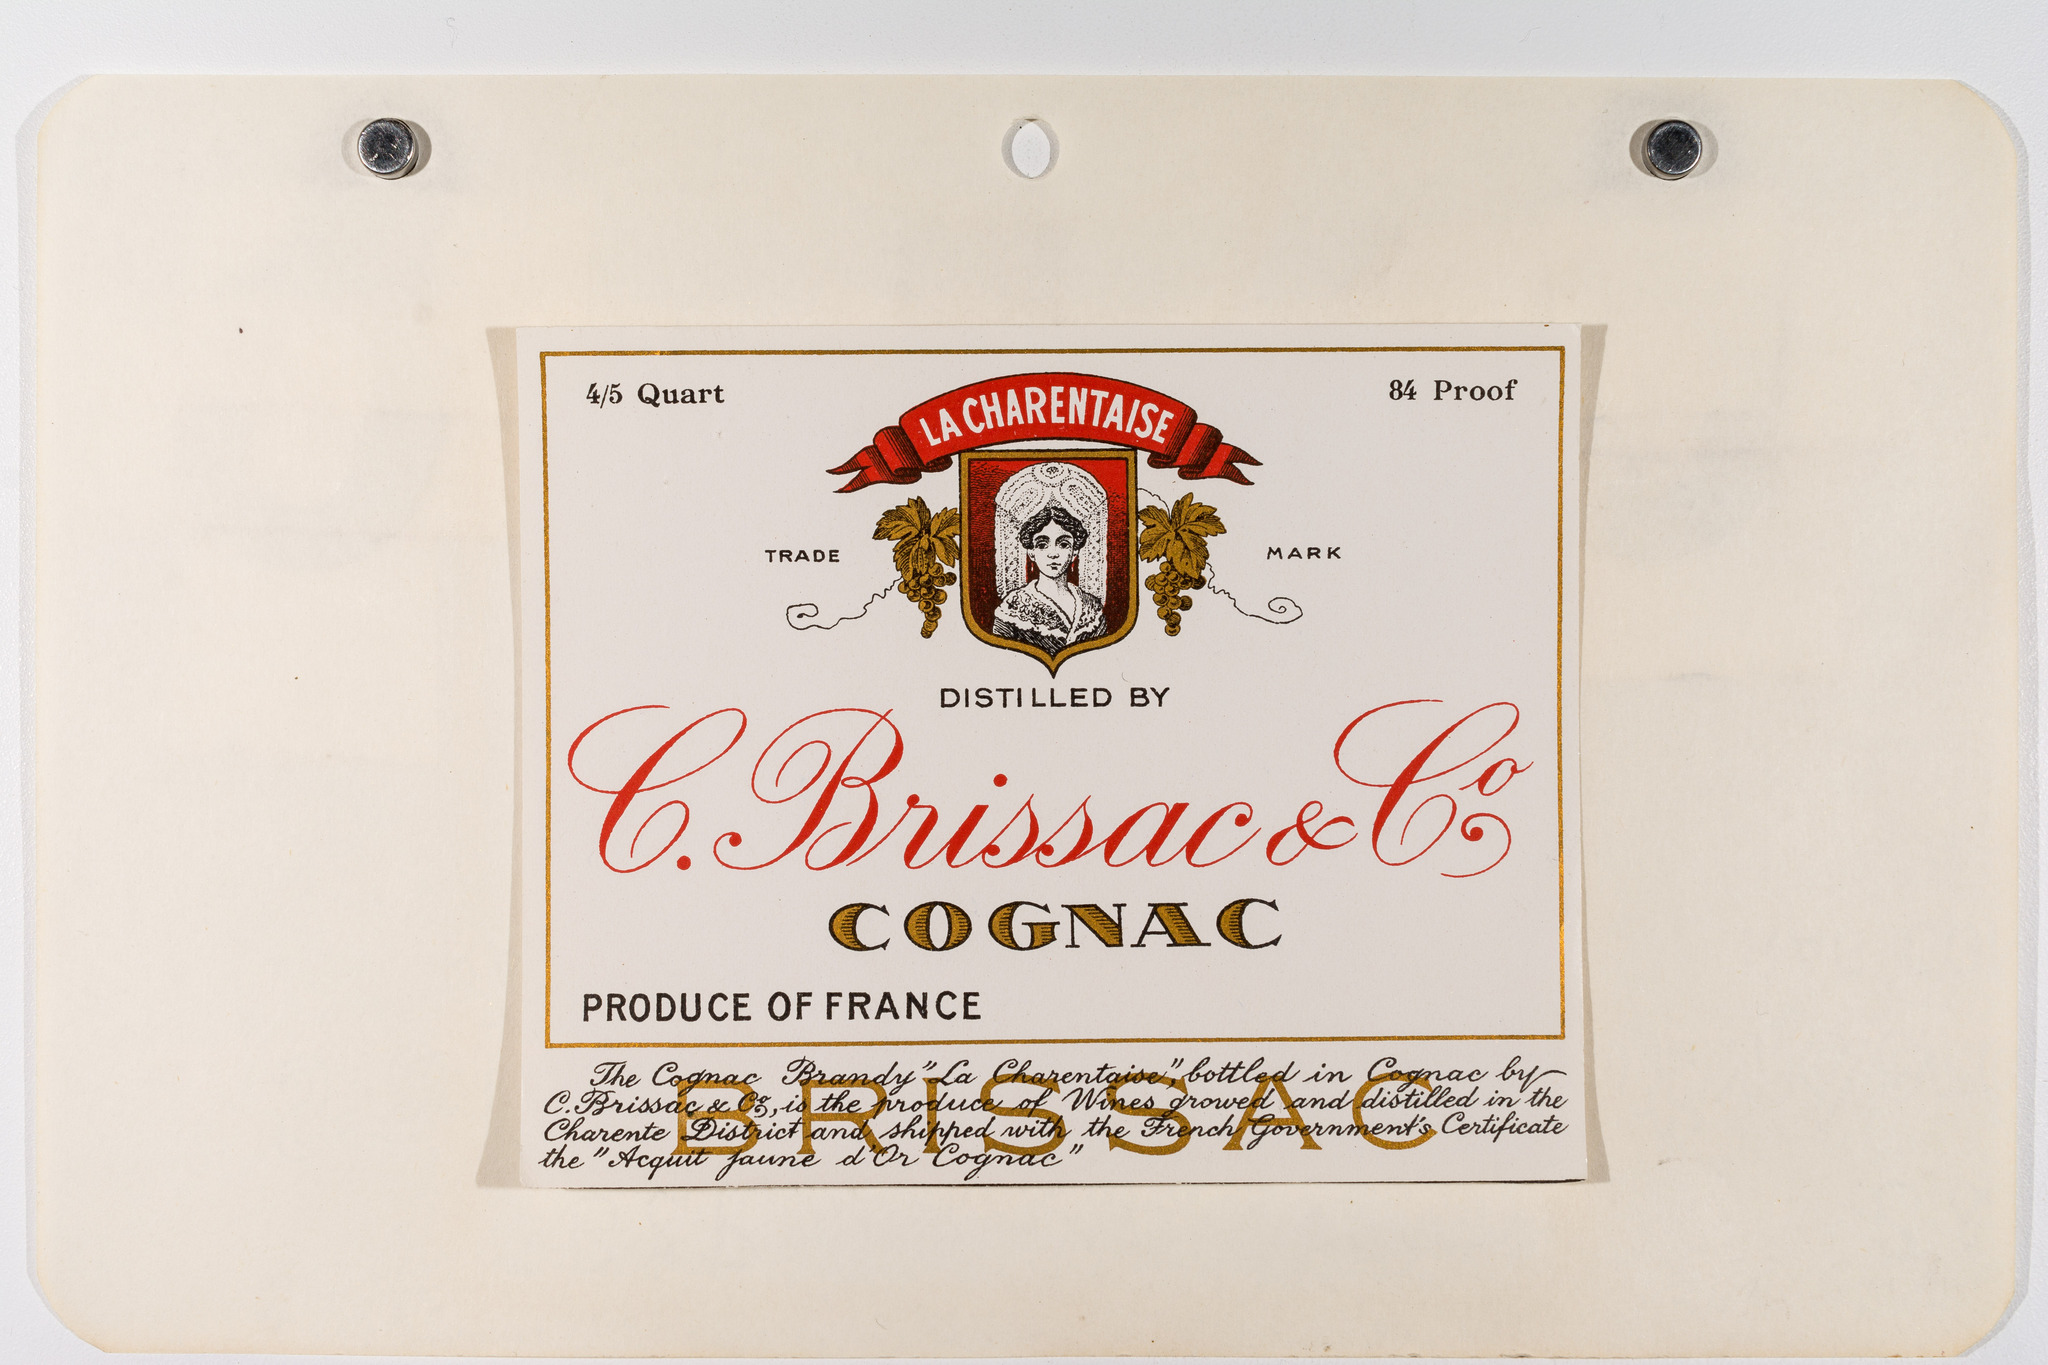 4/5 Quart
84 Proof
LA CHARENTAISE
TRADE MARK
DISTILLED BY
C. Brissac & Co
COGNAC
PRODUCE OF FRANCE
BRISSAC
The Cognac Brandy "La Charentaise", bottled in Cognac by
C. Brissac & Co, is the produce of Wines growed and distilled in the
Charente District and shipped with the French Government's Certificate
the "Acquit jaune d'Or Cognac"